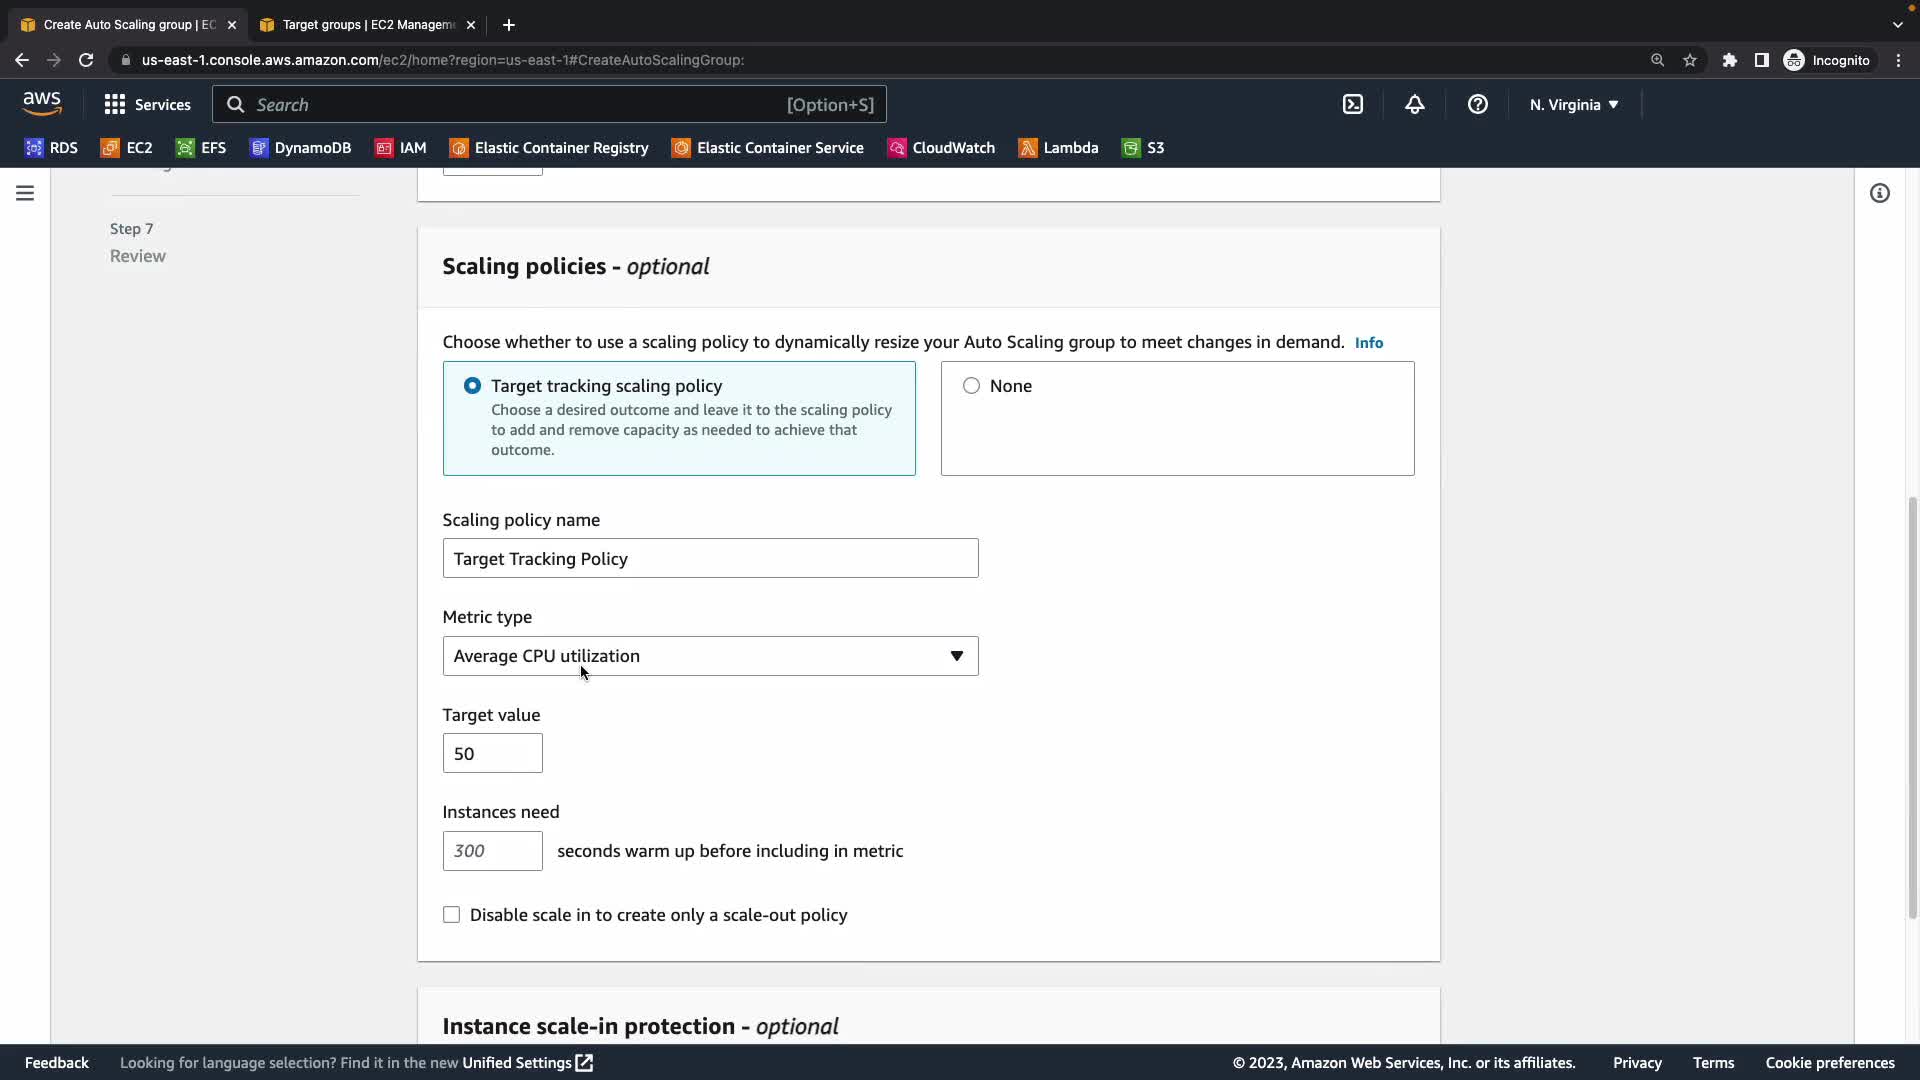 Create Auto Scaling group | EC
Target groups | EC2 Managem
us-east-1.console.aws.amazon.com/ec2/home?region=us-east-1#CreateAutoScalingGroup:
Incognito
aws
Services
Search
[Option+S]
N. Virginia
RDS
EC2
EFS
DynamoDB
IAM
Elastic Container Registry
Elastic Container Service
CloudWatch
Lambda
S3
Step 7
Review
Scaling policies - optional
Choose whether to use a scaling policy to dynamically resize your Auto Scaling group to meet changes in demand. Info
Target tracking scaling policy
Choose a desired outcome and leave it to the scaling policy
to add and remove capacity as needed to achieve that
outcome.
None
Scaling policy name
Target Tracking Policy
Metric type
Average CPU utilization
Target value
50
Instances need
300 seconds warm up before including in metric
Disable scale in to create only a scale-out policy
Instance scale-in protection - optional
Feedback
Looking for language selection? Find it in the new Unified Settings
© 2023, Amazon Web Services, Inc. or its affiliates.
Privacy
Terms
Cookie preferences